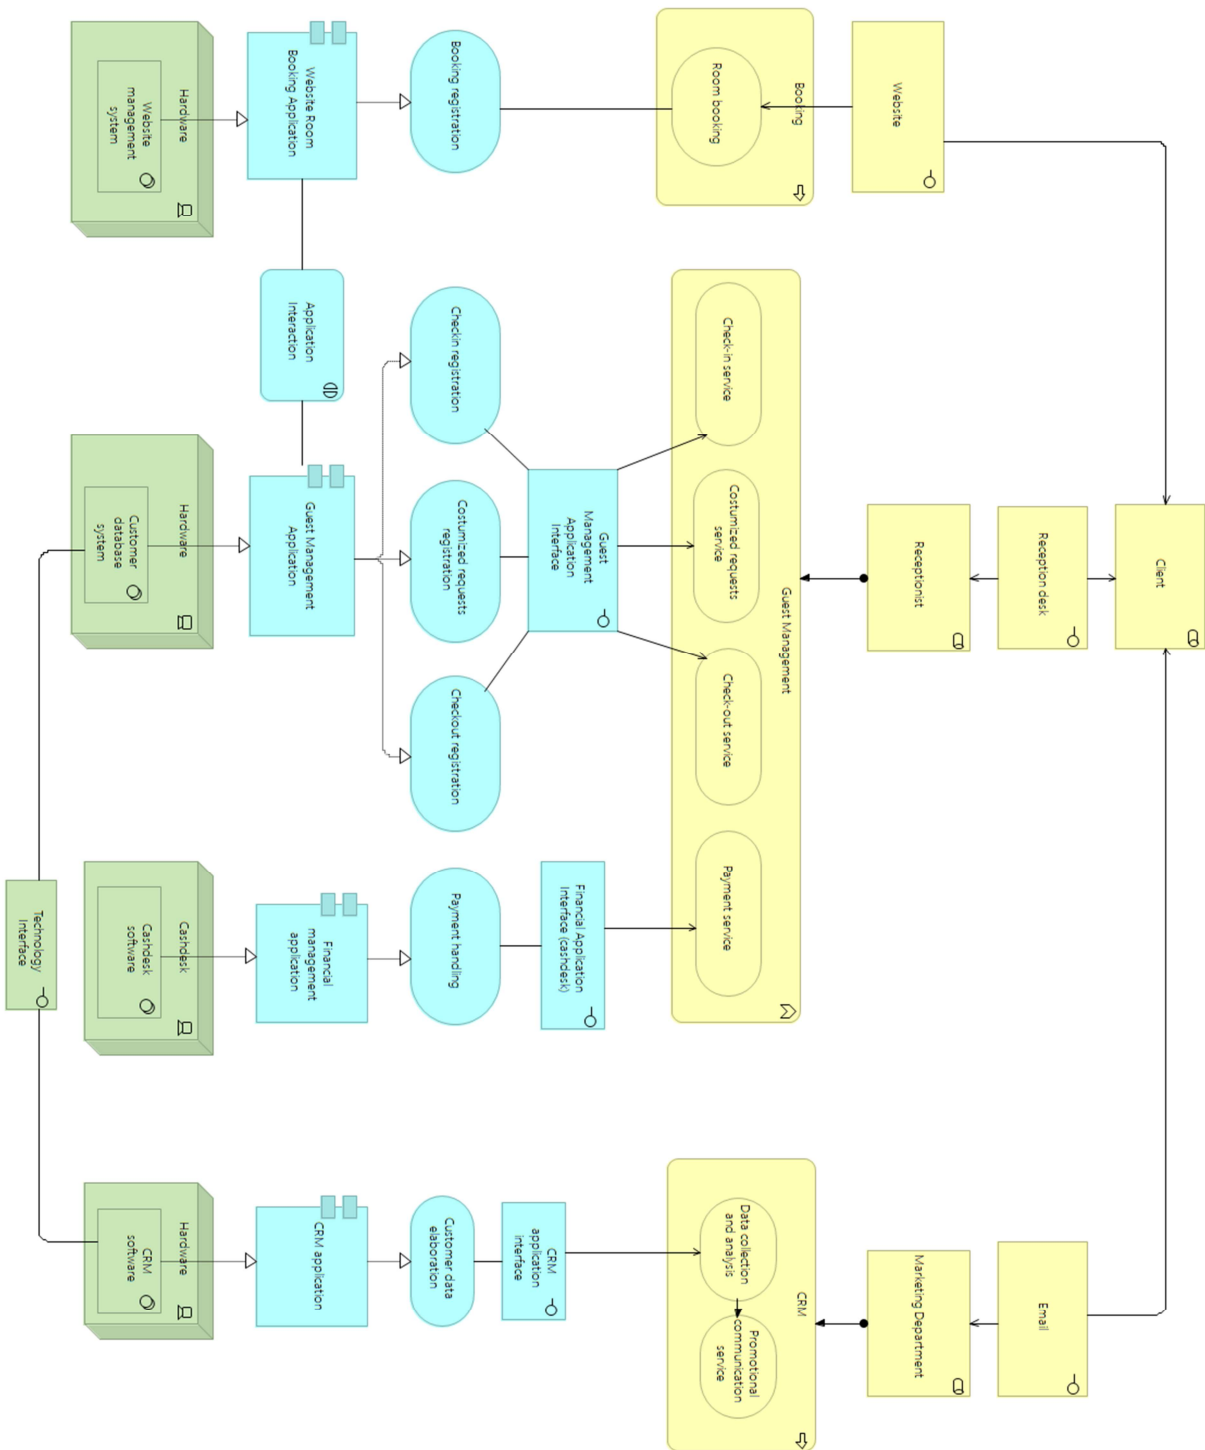 Client
Website
Reception desk
Email
Receptionist
Marketing Department
Booking
Room booking
Guest Management
Check-in service
Costumized requests
service
Check-out service
Payment service
CRM
Data collection
and analysis
Promotional
communication
service
Guest
Management
Application
Interface
Financial Application
Interface (cashdesk)
CRM
application
interface
Booking registration
Checkin registration
Costumized requests
registration
Checkout registration
Payment handling
Customer data
elaboration
Website Room
Booking Application
Application
Interaction
Guest Management
Application
Financial
management
application
CRM application
Hardware
Website
management
system
Hardware
Customer
database
system
Cashdesk
Cashdesk
software
Hardware
CRM
software
Technology
Interface